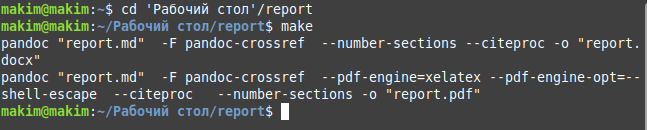 makim@makim:~$ cd 'Рабочий стол'/report
makim@makim:~/Рабочий стол/report$ make
pandoc "report.md"  -F pandoc-crossref  --number-sections --citeproc -o "report.
docx"
pandoc "report.md"  -F pandoc-crossref  --pdf-engine=xelatex --pdf-engine-opt=--
shell-escape  --citeproc   --number-sections -o "report.pdf"
makim@makim:~/Рабочий стол/report$